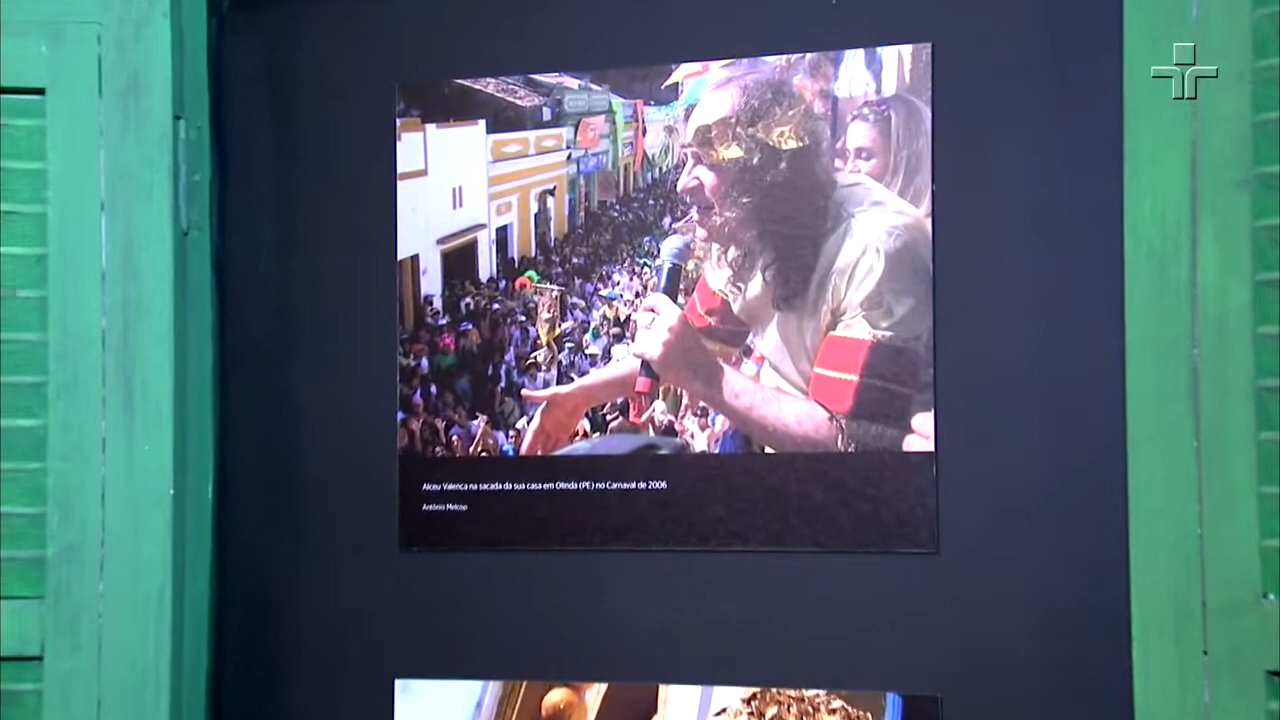 Alceu Valença na sacada da sua casa em Olinda (PE) no Carnaval de 2006
Antônio Melcop